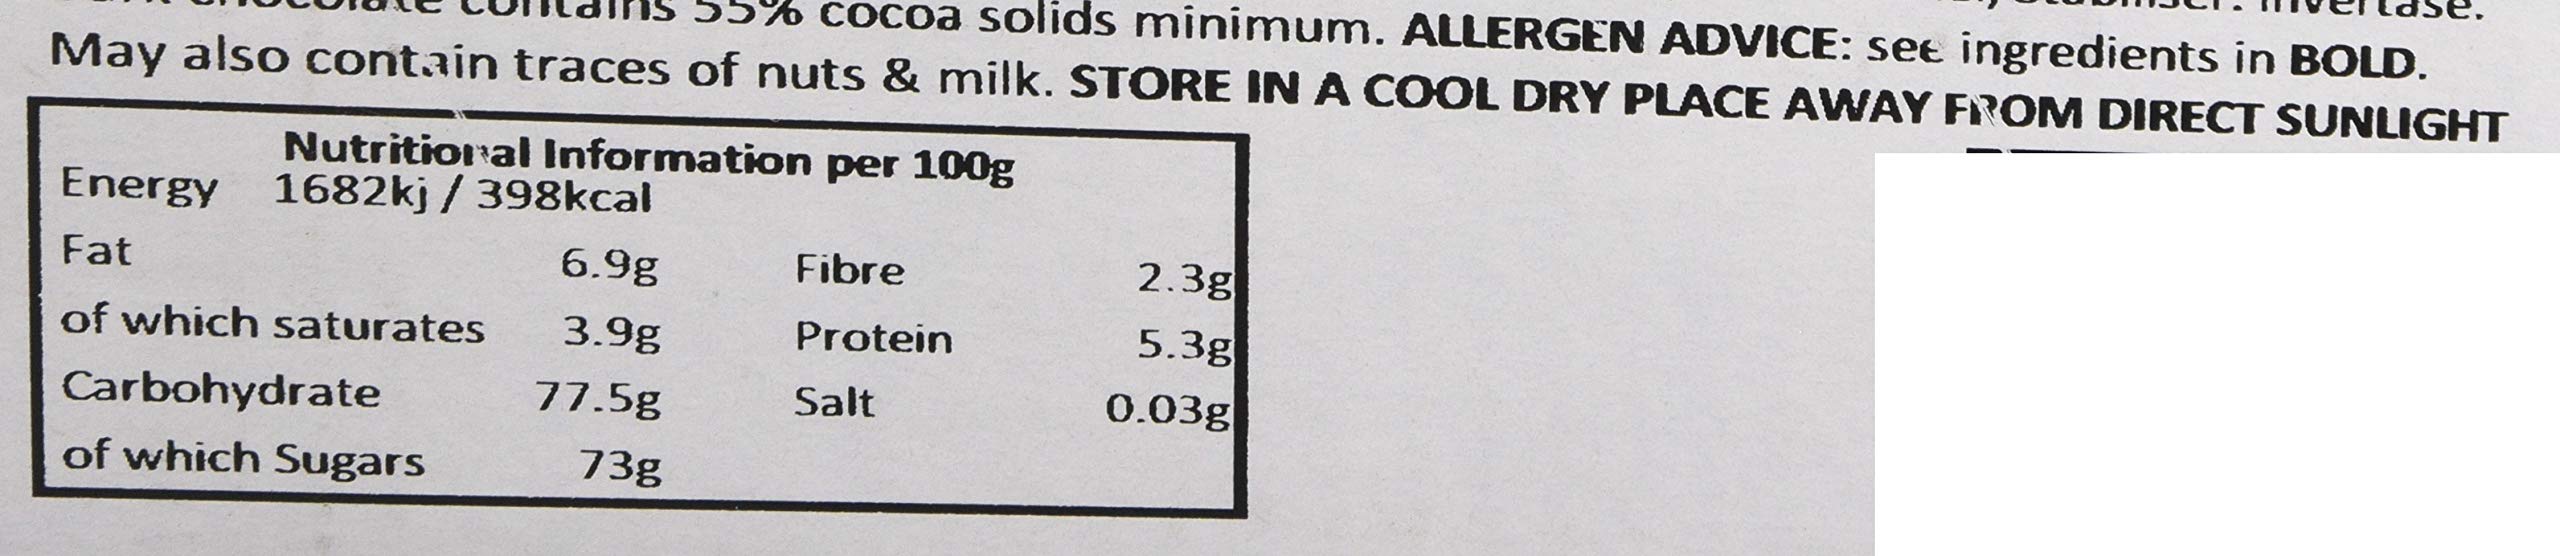 contains 55% cocoa solids minimum. ALLERGEN ADVICE: see ingredients in BOLD.
May also contain traces of nuts & milk. STORE IN A COOL DRY PLACE AWAY FROM DIRECT SUNLIGHT
Nutritional Information per 100g
Energy 1682kj / 398kcal
Fat 6.9g Fibre 2.3g
of which saturates 3.9g Protein 5.3g
Carbohydrate 77.5g Salt 0.03g
of which Sugars 73g